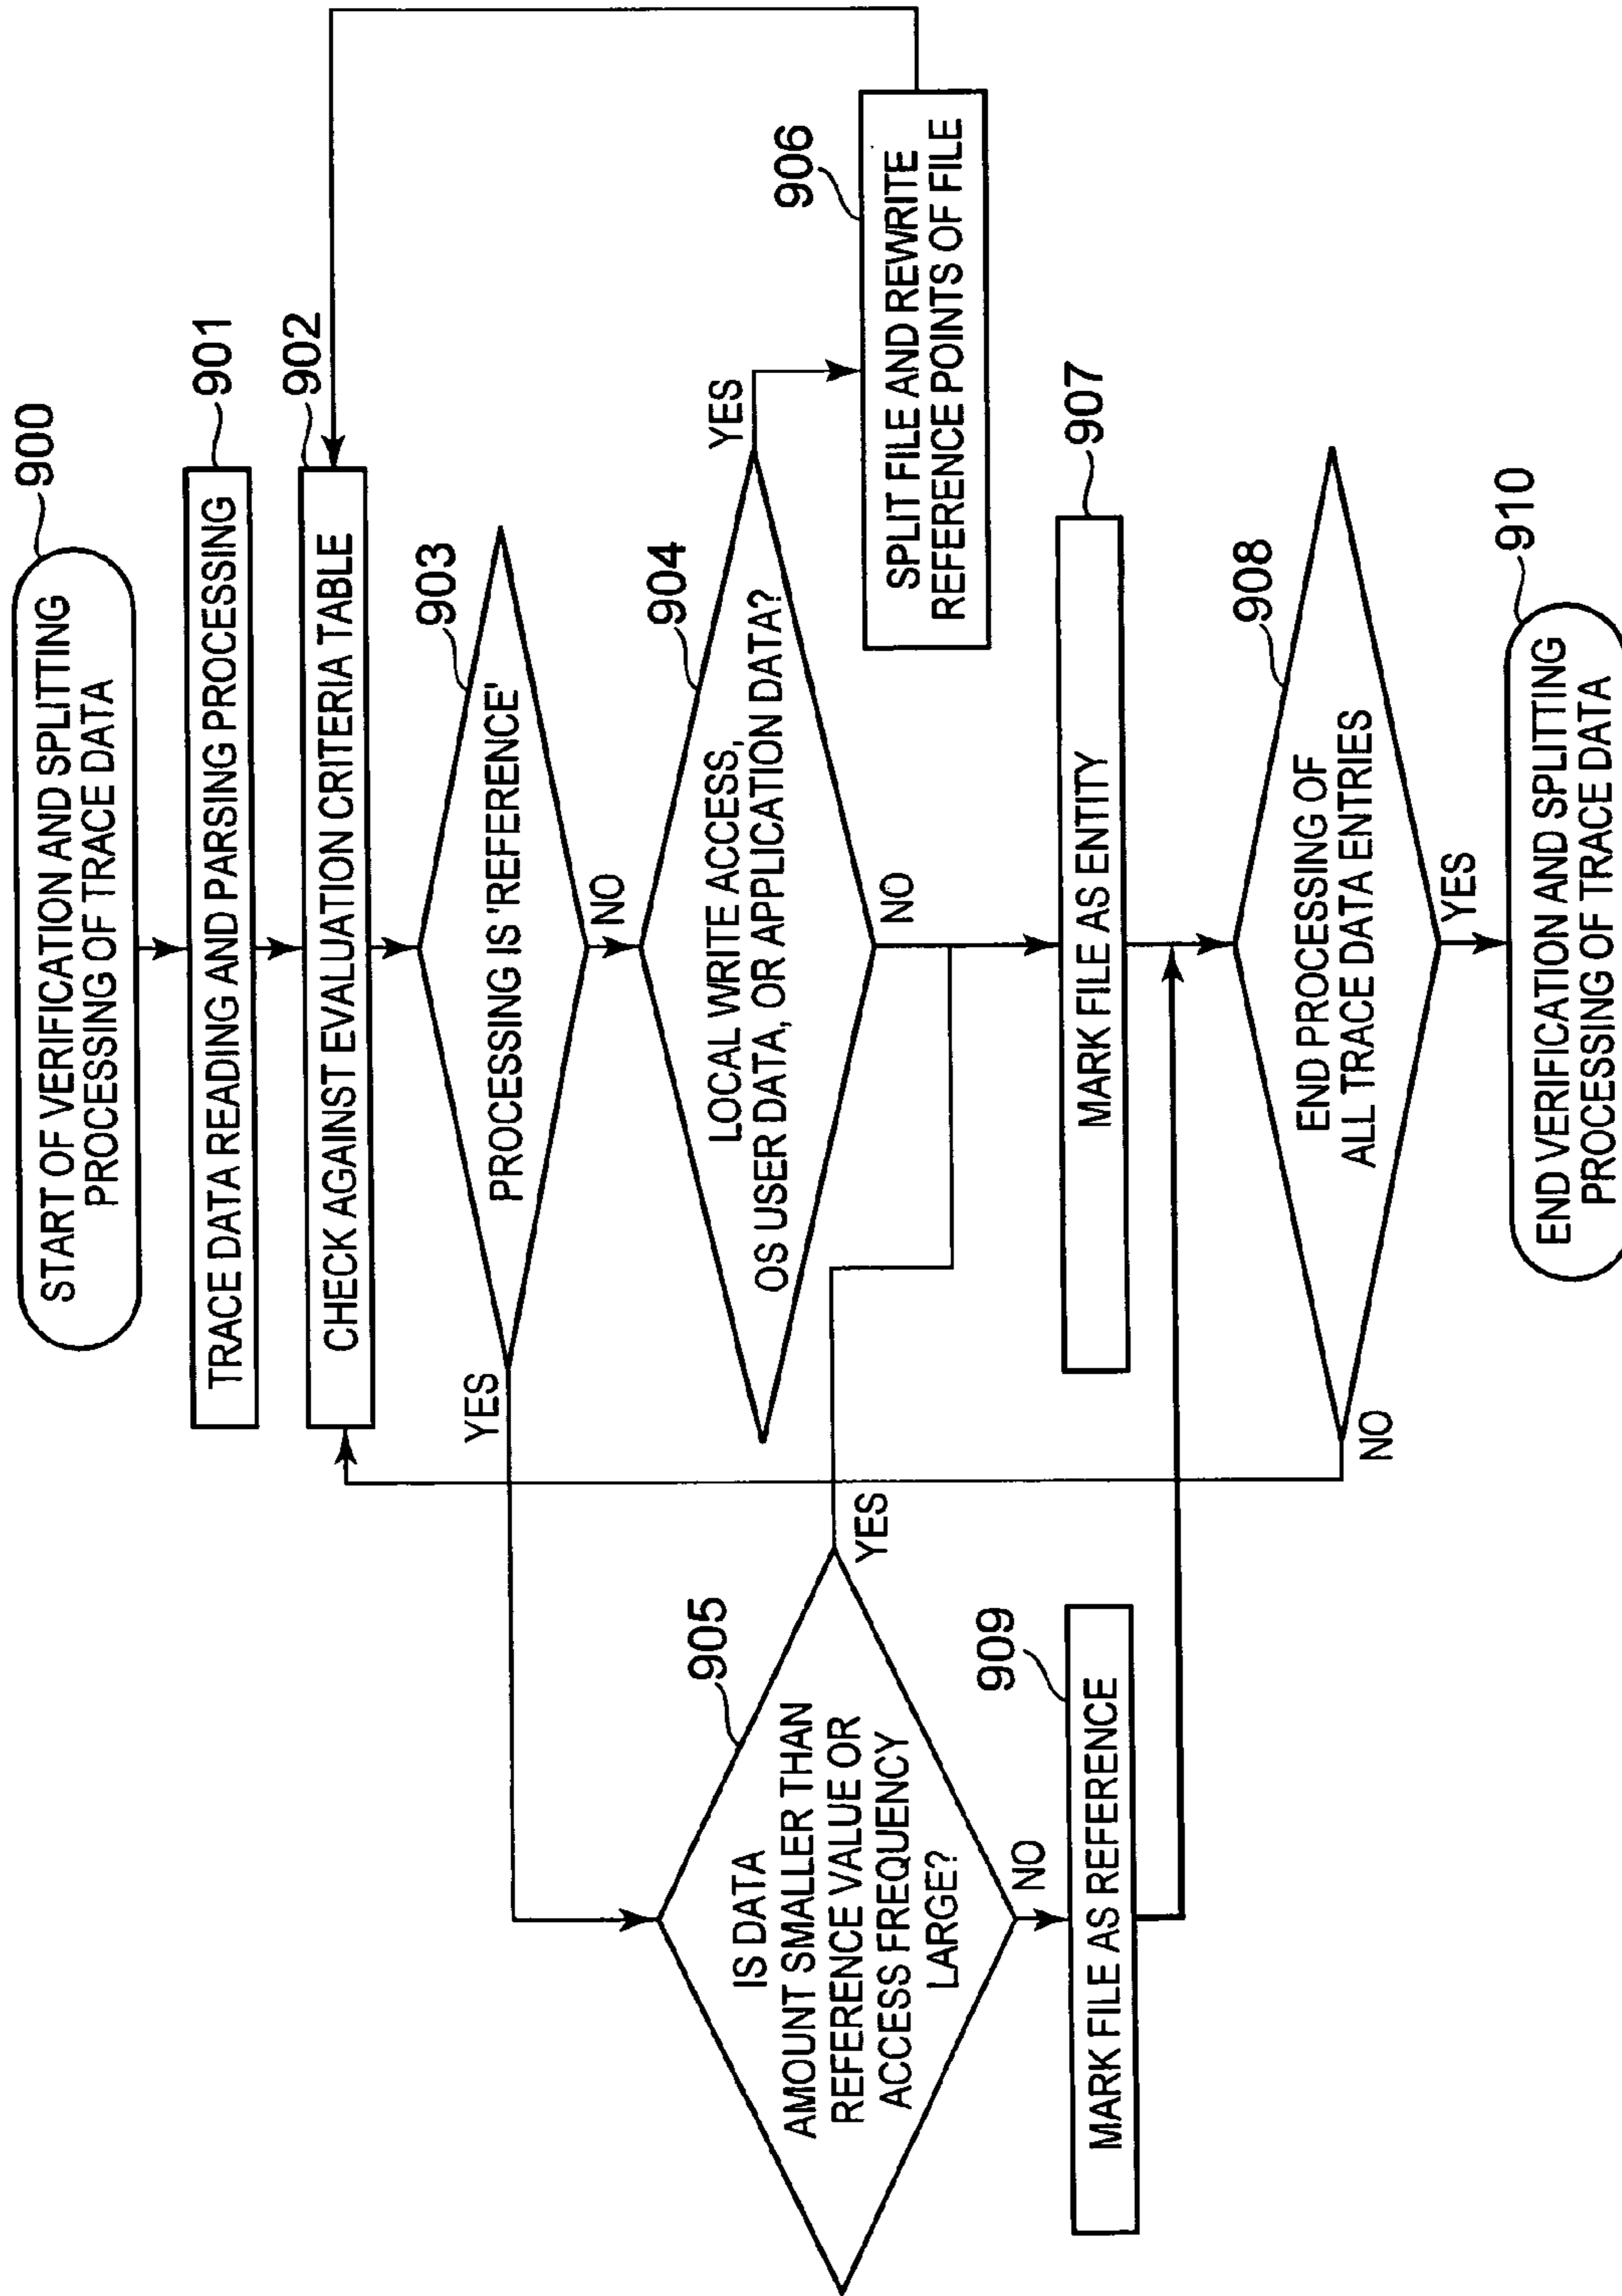 900
START OF VERIFICATION AND SPLITTING
PROCESSING OF TRACE DATA
901
TRACE DATA READING AND PARSING PROCESSING
902
CHECK AGAINST EVALUATION CRITERIA TABLE
903
PROCESSING IS 'REFERENCE'
YES
NO
904
LOCAL WRITE ACCESS,
OS USER DATA, OR APPLICATION DATA?
YES
NO
905
IS DATA
AMOUNT SMALLER THAN
REFERENCE VALUE OR
ACCESS FREQUENCY
LARGE?
YES
NO
906
SPLIT FILE AND REWRITE
REFERENCE POINTS OF FILE
907
MARK FILE AS ENTITY
909
MARK FILE AS REFERENCE
908
END PROCESSING OF
ALL TRACE DATA ENTRIES
NO
YES
910
END VERIFICATION AND SPLITTING
PROCESSING OF TRACE DATA